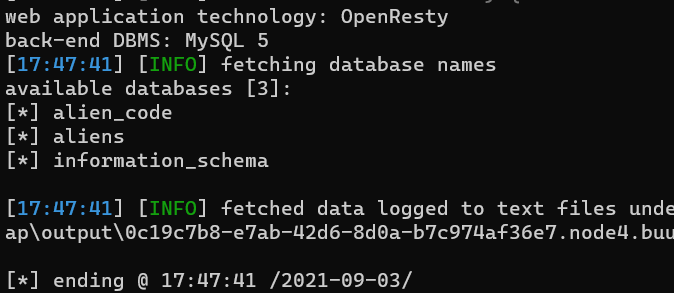 web application technology: OpenResty
back-end DBMS: MySQL 5
[17:47:41] [INFO] fetching database names
available databases [3]:
[*] alien_code
[*] aliens
[*] information_schema
[17:47:41] [INFO] fetched data logged to text files unde
ap\output\0c19c7b8-e7ab-42d6-8d0a-b7c974af36e7.node4.buu
[*] ending @ 17:47:41 /2021-09-03/